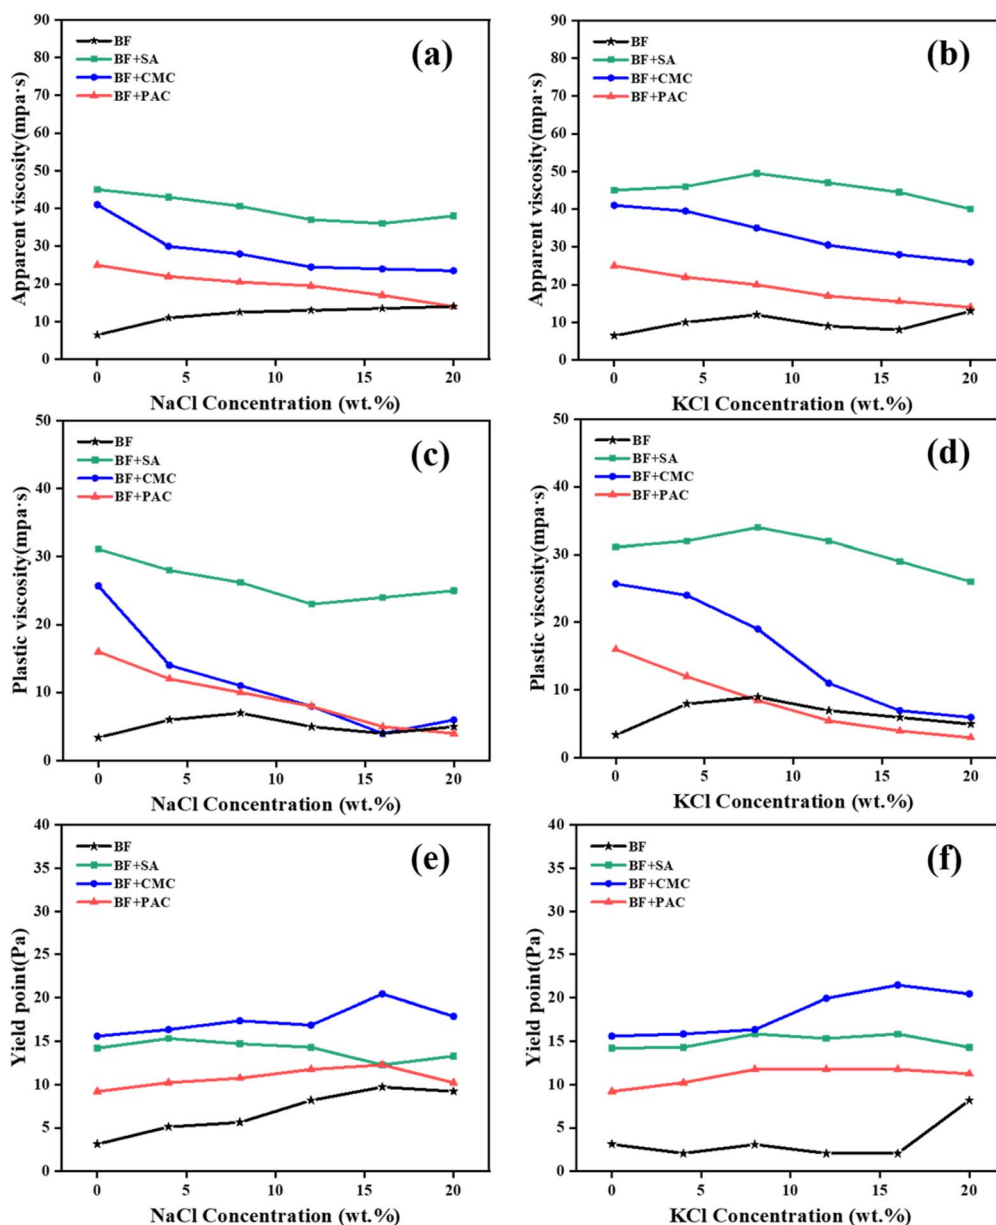 (a)
BF
BF+SA
BF+CMC
BF+PAC
Apparent viscosity(mpa·s)
90
80
70
60
50
40
30
20
10
0
0 5 10 15 20
NaCl Concentration (wt.%)
(b)
BF
BF+SA
BF+CMC
BF+PAC
Apparent viscosity(mpa·s)
90
80
70
60
50
40
30
20
10
0
0 5 10 15 20
KCl Concentration (wt.%)
(c)
BF
BF+SA
BF+CMC
BF+PAC
Plastic viscosity(mpa·s)
50
40
30
20
10
0
0 5 10 15 20
NaCl Concentration (wt.%)
(d)
BF
BF+SA
BF+CMC
BF+PAC
Plastic viscosity(mpa·s)
50
40
30
20
10
0
0 5 10 15 20
KCl Concentration (wt.%)
(e)
BF
BF+SA
BF+CMC
BF+PAC
Yield point(Pa)
40
35
30
25
20
15
10
5
0
0 5 10 15 20
NaCl Concentration (wt.%)
(f)
BF
BF+SA
BF+CMC
BF+PAC
Yield point(Pa)
40
35
30
25
20
15
10
5
0
0 5 10 15 20
KCl Concentration (wt.%)